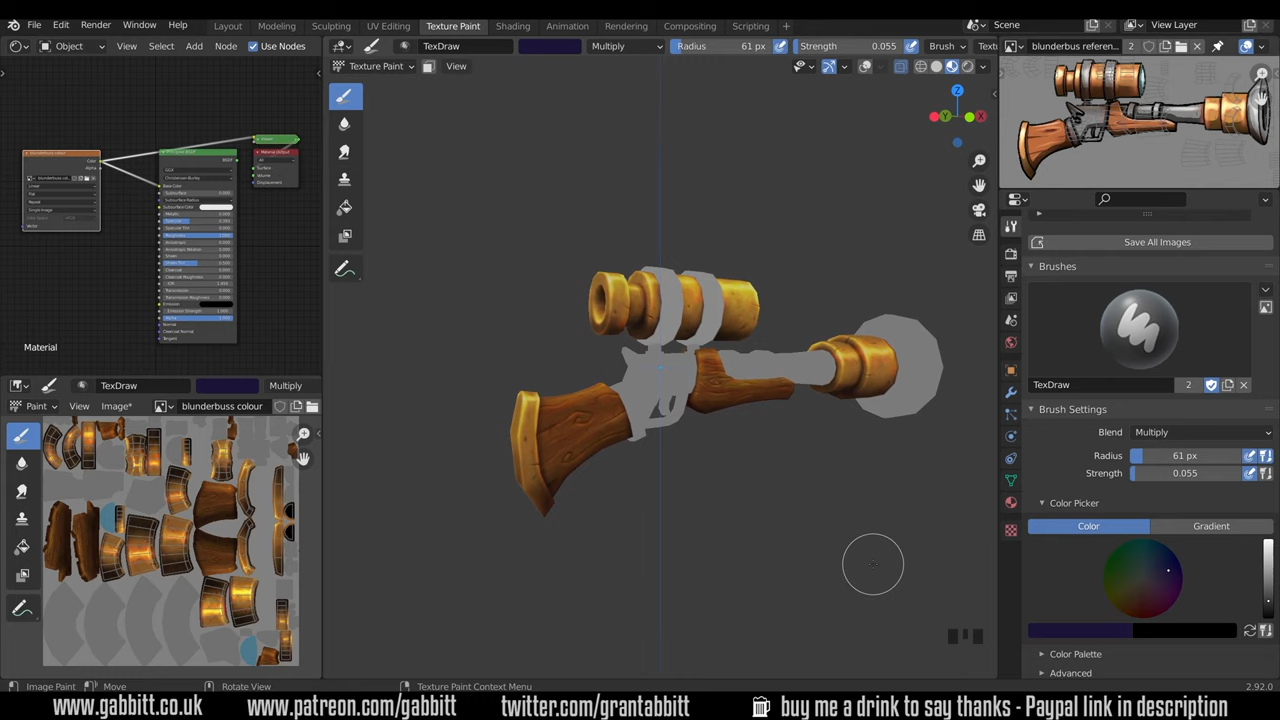 File Edit Render Window Help Layout Modeling Sculpting UV Editing Texture Paint Shading Animation Rendering Compositing Scripting + Scene View Layer
Object View Select Add Node Use Nodes TexDraw Multiply Radius 61 px Strength 0.055 Brush Textu blunderbus referen... 2
Texture Paint View
Z
Y X
Material
TexDraw Multiply
Paint View Image* blunderbuss colour
Save All Images
Brushes
TexDraw 2
Brush Settings
Blend Multiply
Radius 61 px
Strength 0.055
Color Picker
Color Gradient
Color Palette
Advanced
Image Paint Move Rotate View Texture Paint Context Menu 2.92.0
www.gabbitt.co.uk www.patreon.com/gabbitt twitter.com/grantabbitt buy me a drink to say thanks - Paypal link in description